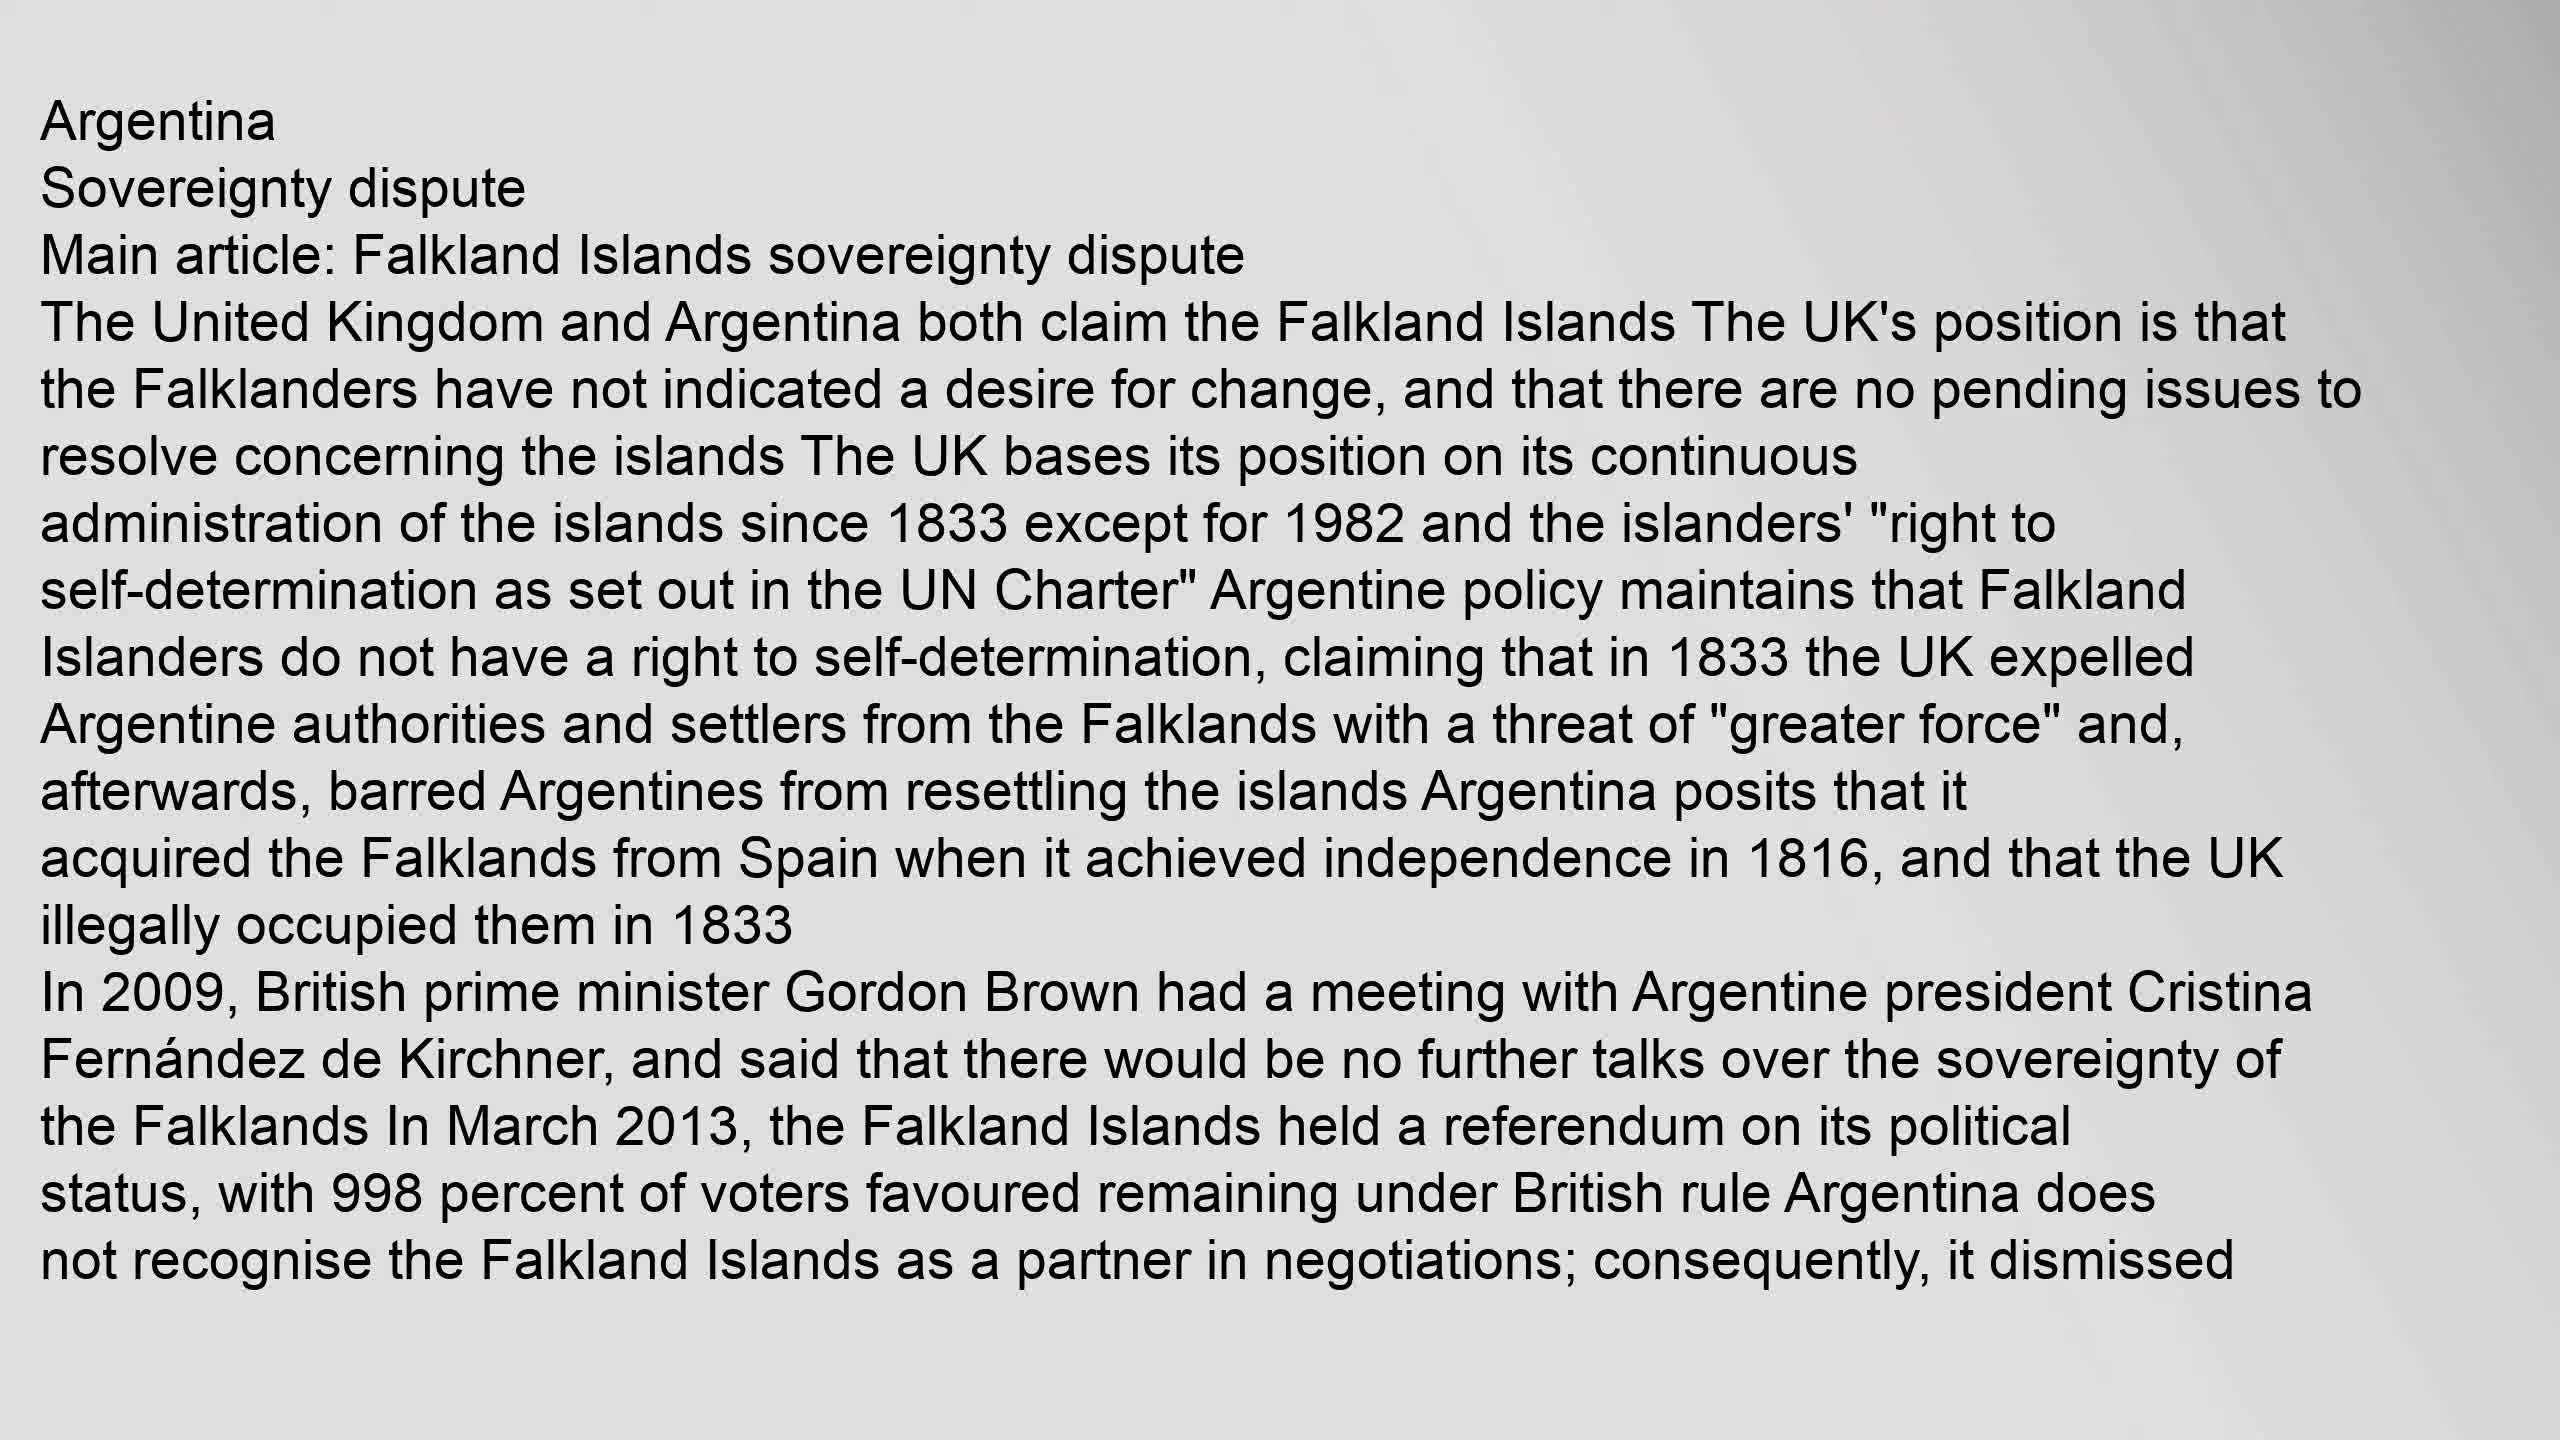 Argentina
Sovereignty dispute
Main article: Falkland Islands sovereignty dispute
The United Kingdom and Argentina both claim the Falkland Islands The UK's position is that
the Falklanders have not indicated a desire for change, and that there are no pending issues to
resolve concerning the islands The UK bases its position on its continuous
administration of the islands since 1833 except for 1982 and the islanders' "right to
self-determination as set out in the UN Charter" Argentine policy maintains that Falkland
Islanders do not have a right to self-determination, claiming that in 1833 the UK expelled
Argentine authorities and settlers from the Falklands with a threat of "greater force" and,
afterwards, barred Argentines from resettling the islands Argentina posits that it
acquired the Falklands from Spain when it achieved independence in 1816, and that the UK
illegally occupied them in 1833
In 2009, British prime minister Gordon Brown had a meeting with Argentine president Cristina
Fernández de Kirchner, and said that there would be no further talks over the sovereignty of
the Falklands In March 2013, the Falkland Islands held a referendum on its political
status, with 998 percent of voters favoured remaining under British rule Argentina does
not recognise the Falkland Islands as a partner in negotiations; consequently, it dismissed